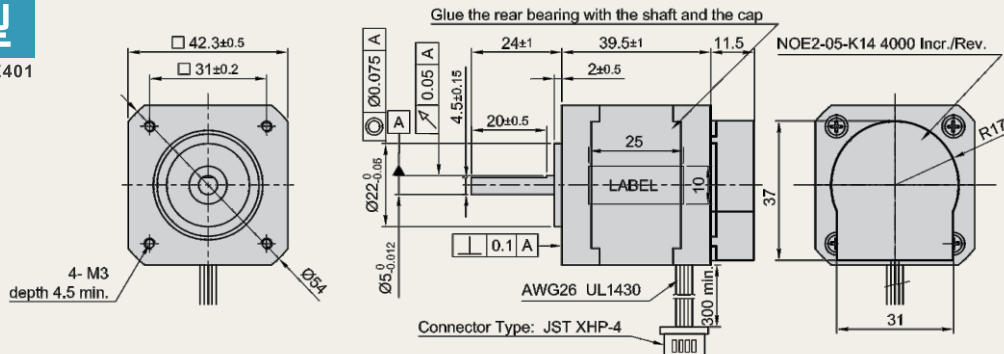 Glue the rear bearing with the shaft and the cap
□ 42.3±0.5
24±1
39.5±1
11.5
NOE2-05-K14 4000 Incr./Rev.
401
□ 31±0.2
2±0.5
◎ Ø0.075 A
A
↗ 0.05 A
4.5±0.15
20±0.5
25
R17
LABEL
10
37
Ø22 0 -0.05
⊥ 0.1 A
Ø5 0 -0.012
4- M3
depth 4.5 min.
Ø54
AWG26 UL1430
300 min.
31
Connector Type: JST XHP-4